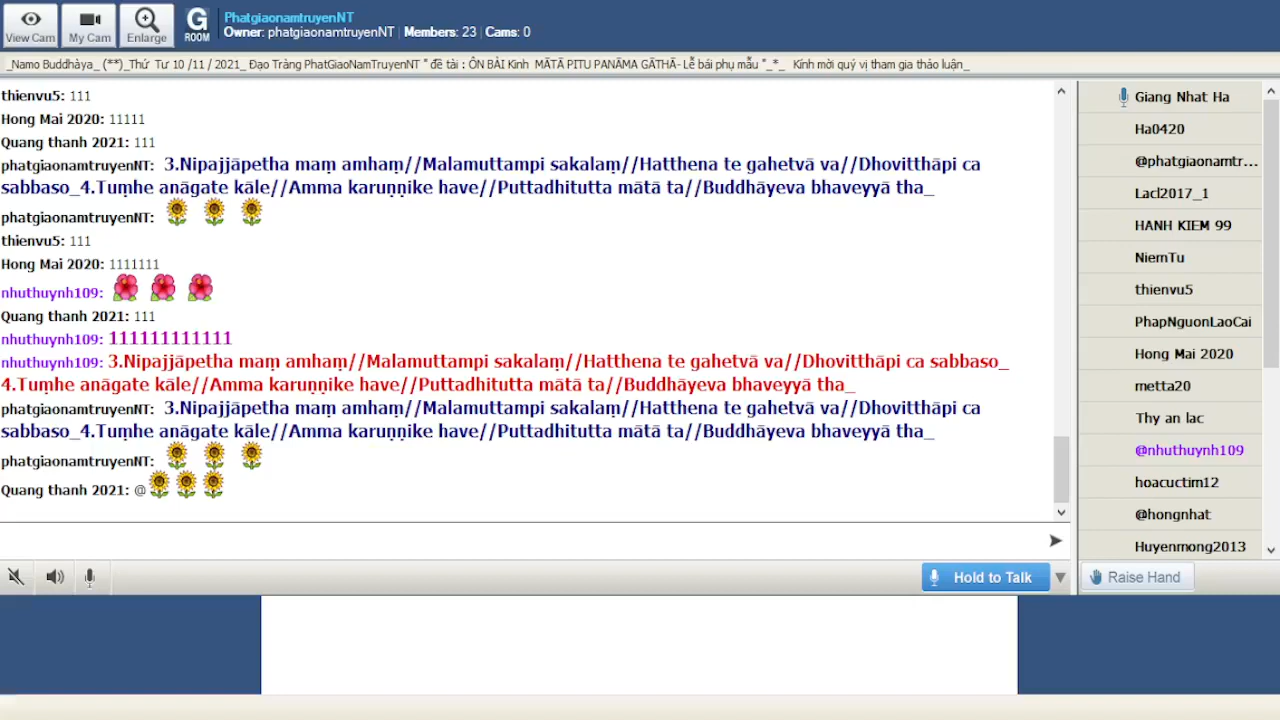 View Cam
My Cam
Enlarge
G
ROOM
PhatgiaonamtruyenNT
Owner: phatgiaonamtruyenNT | Members: 23 | Cams: 0
_Namo Buddhàya_ (**)_Thứ Tư 10 /11 / 2021_ Đạo Tràng PhatGiaoNamTruyenNT " đề tài : ÔN BÀI Kinh MĀTĀ PITU PANĀMA GĀTHĀ- Lễ bái phụ mẫu "_*_ Kính mời quý vị tham gia thảo luận_
thienvu5: 111
Hong Mai 2020: 11111
Quang thanh 2021: 111
phatgiaonamtruyenNT: 3.Nipajjāpetha maṃ amhaṃ//Malamuttampi sakalaṃ//Hatthena te gahetvā va//Dhovitthāpi ca
sabbaso_4.Tuṃhe anāgate kāle//Amma karuṇṇike have//Puttadhitutta mātā ta//Buddhāyeva bhaveyyā tha_
phatgiaonamtruyenNT:
thienvu5: 111
Hong Mai 2020: 1111111
nhuthuynh109:
Quang thanh 2021: 111
nhuthuynh109: 111111111111
nhuthuynh109: 3.Nipajjāpetha maṃ amhaṃ//Malamuttampi sakalaṃ//Hatthena te gahetvā va//Dhovitthāpi ca sabbaso_
4.Tuṃhe anāgate kāle//Amma karuṇṇike have//Puttadhitutta mātā ta//Buddhāyeva bhaveyyā tha_
phatgiaonamtruyenNT: 3.Nipajjāpetha maṃ amhaṃ//Malamuttampi sakalaṃ//Hatthena te gahetvā va//Dhovitthāpi ca
sabbaso_4.Tuṃhe anāgate kāle//Amma karuṇṇike have//Puttadhitutta mātā ta//Buddhāyeva bhaveyyā tha_
phatgiaonamtruyenNT:
Quang thanh 2021: @
Giang Nhat Ha
Ha0420
@phatgiaonamtr...
Lacl2017_1
HANH KIEM 99
NiemTu
thienvu5
PhapNguonLaoCai
Hong Mai 2020
metta20
Thy an lac
@nhuthuynh109
hoacuctim12
@hongnhat
Huyenmong2013
Hold to Talk
Raise Hand